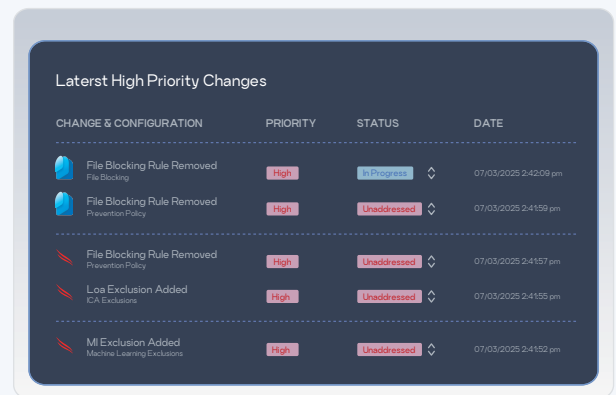 Laterst High Priority Changes
CHANGE & CONFIGURATION PRIORITY STATUS DATE
File Blocking Rule Removed
File Blocking
High In Progress 07/03/2025 2:42:09 pm
File Blocking Rule Removed
Prevention Policy
High Unaddressed 07/03/2025 2:41:59 pm
File Blocking Rule Removed
Prevention Policy
High Unaddressed 07/03/2025 2:41:57 pm
Loa Exclusion Added
ICA Exclusions
High Unaddressed 07/03/2025 2:41:55 pm
Ml Exclusion Added
Machine Learning Exclusions
High Unaddressed 07/03/2025 2:41:52 pm